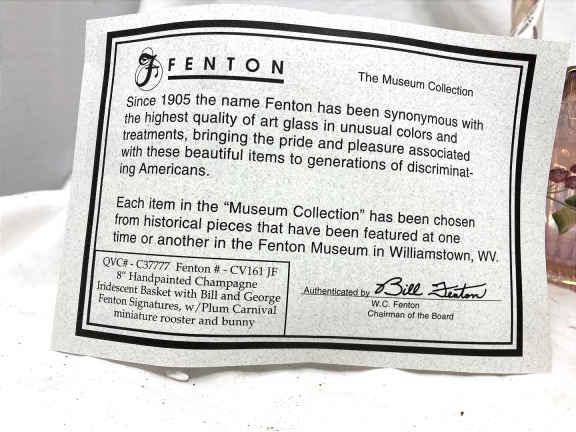 FENTON
The Museum Collection
Since 1905 the name Fenton has been synonymous with
the highest quality of art glass in unusual colors and
treatments, bringing the pride and pleasure associated
with these beautiful items to generations of discriminat-
ing Americans.
Each item in the “Museum Collection” has been chosen
from historical pieces that have been featured at one
time or another in the Fenton Museum in Williamstown, WV.
QVC# - C37777 Fenton # - CV161 JF
8" Handpainted Champagne
Iridescent Basket with Bill and George
Fenton Signatures, w/Plum Carnival
miniature rooster and bunny
Authenticated by Bill Fenton
W.C. Fenton
Chairman of the Board